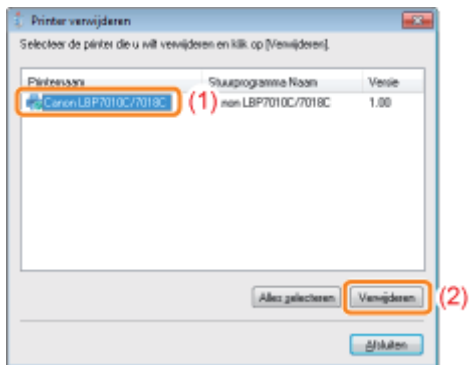 Printer verwijderen
Selecteer de printer die u wilt verwijderen en klik op [Verwijderen].
Printernaam Stuurprogramma Naam Versie
Canon LBP7010C/7018C (1) non LBP7010C/7018C 1.00
Alles selecteren Verwijderen (2)
Afsluiten